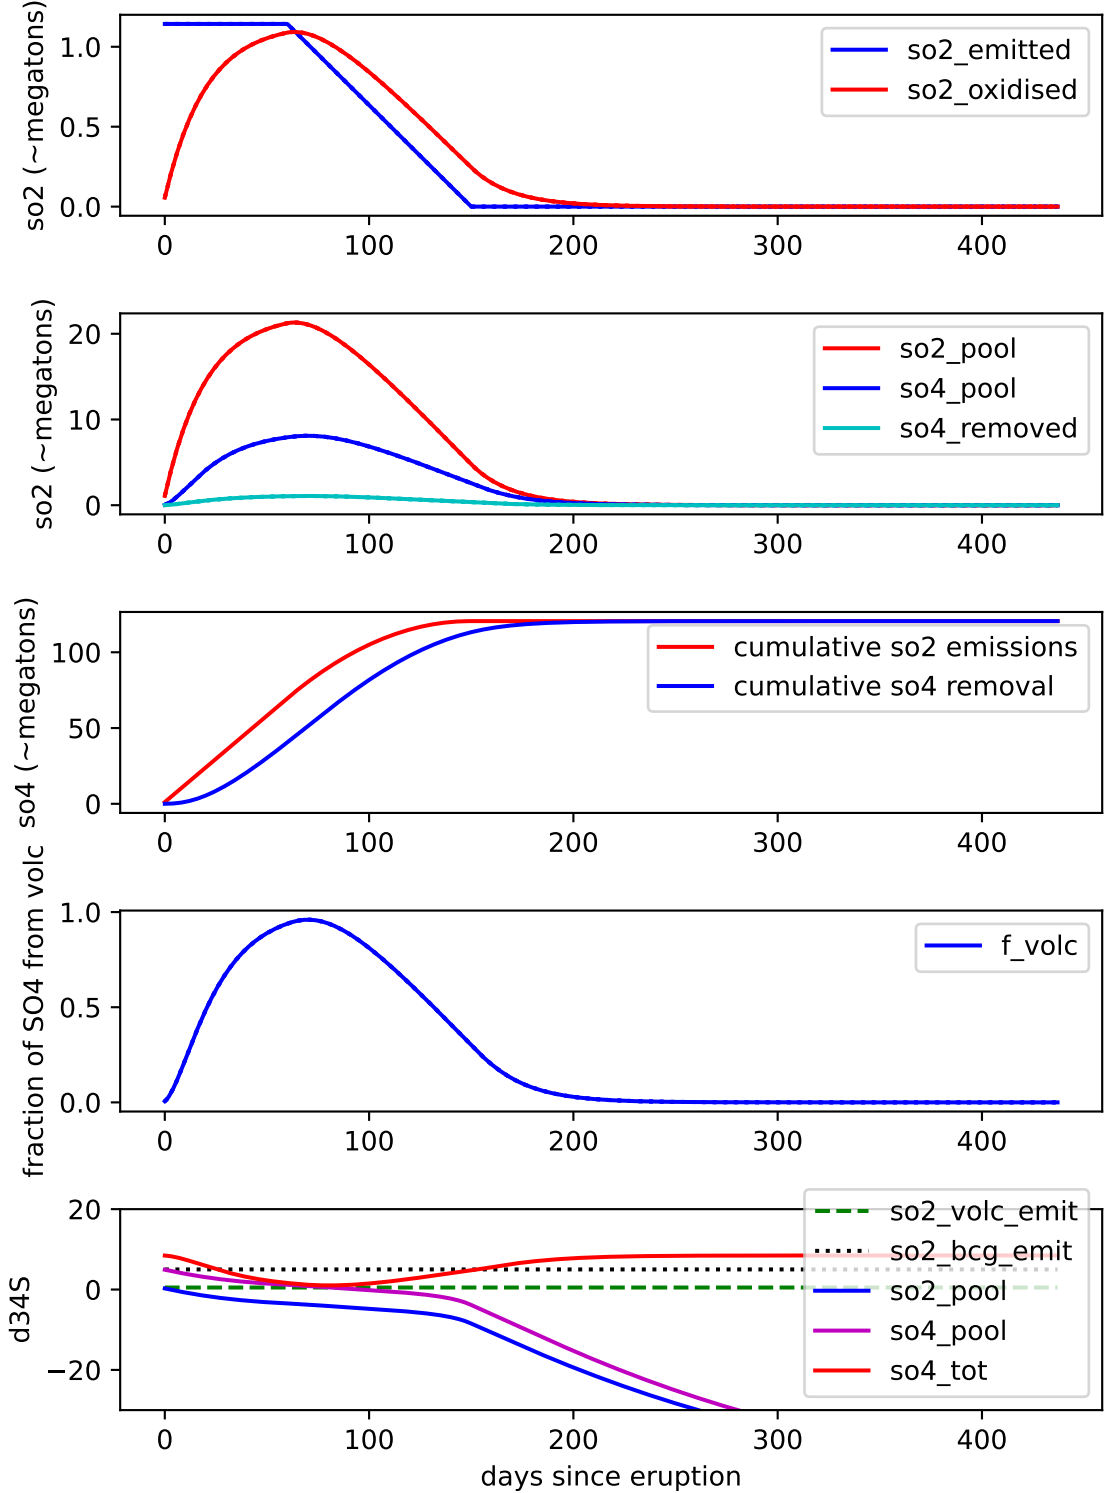 so2 (~megatons)
1.0
0.5
0.0
so2_emitted
so2_oxidised
0 100 200 300 400
so2 (~megatons)
20
10
0
so2_pool
so4_pool
so4_removed
0 100 200 300 400
so4 (~megatons)
100
50
0
cumulative so2 emissions
cumulative so4 removal
0 100 200 300 400
fraction of SO4 from volc
1.0
0.5
0.0
f_volc
0 100 200 300 400
d34S
20
0
−20
so2_volc_emit
so2_bcg_emit
so2_pool
so4_pool
so4_tot
0 100 200 300 400
days since eruption